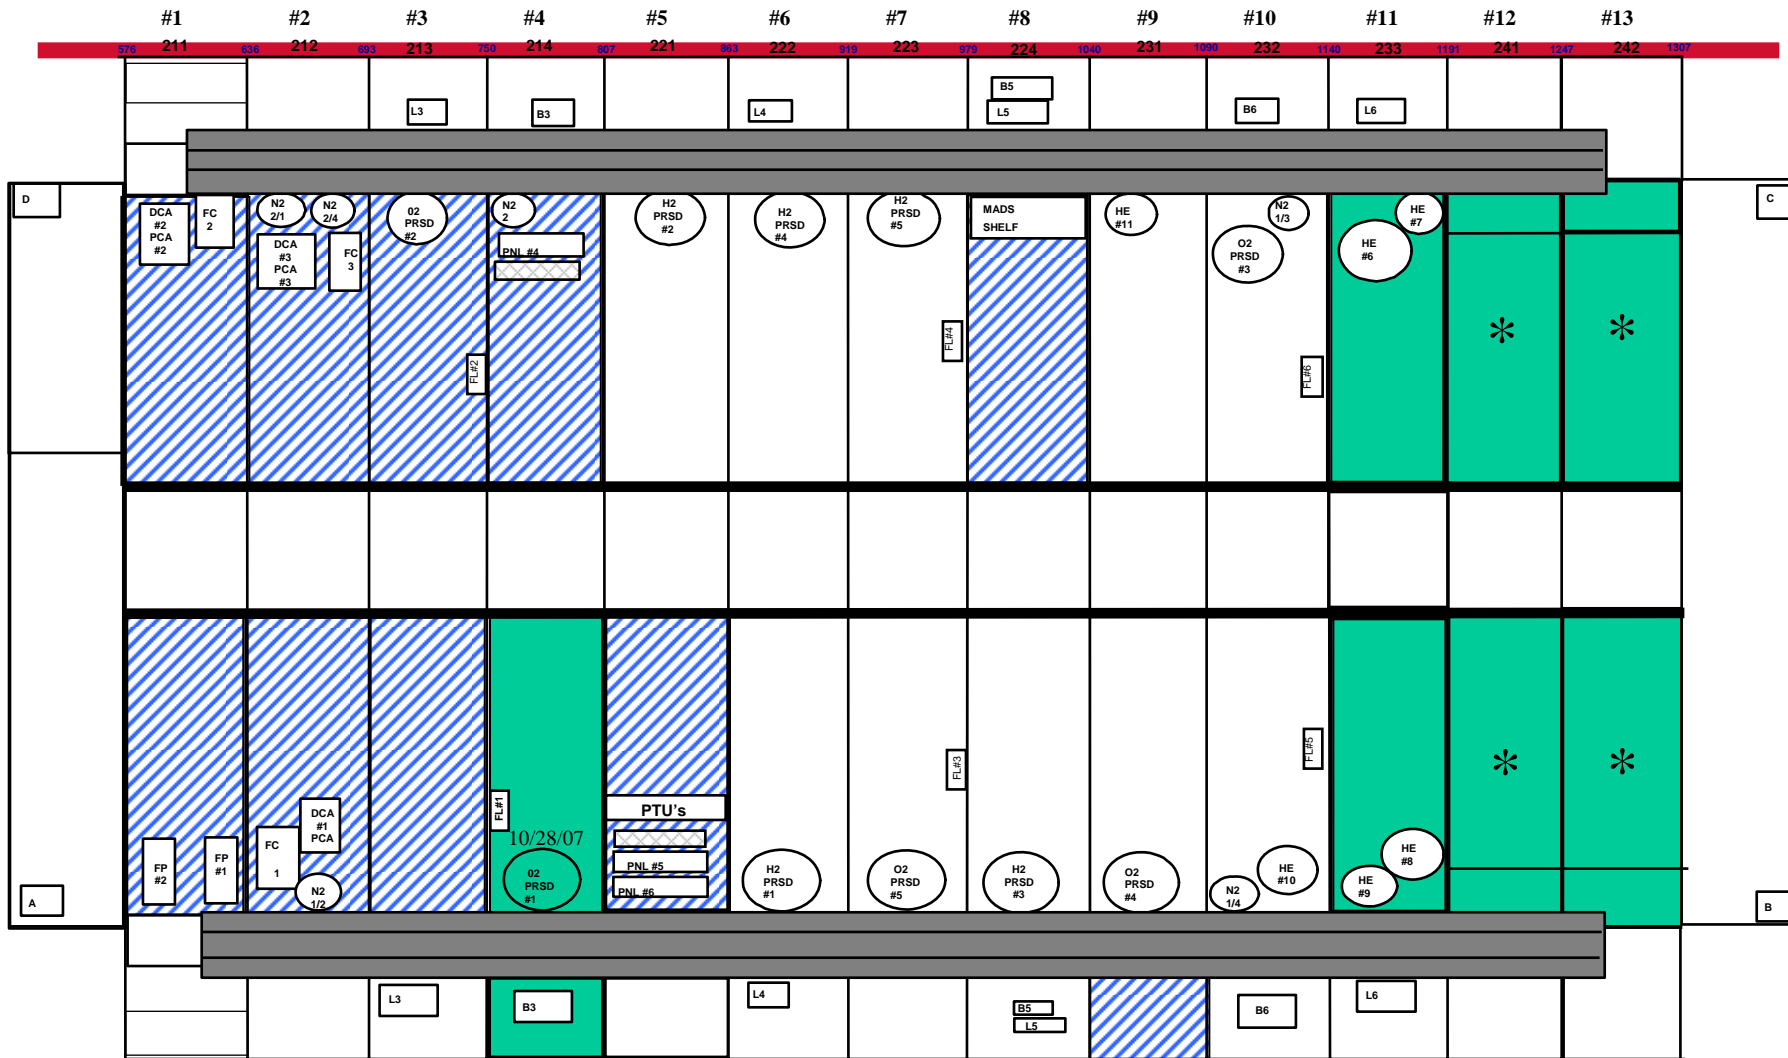 #1 #2 #3 #4 #5 #6 #7 #8 #9 #10 #11 #12 #13
576 211 636 212 693 213 750 214 807 221 863 222 919 223 979 224 1040 231 1090 232 1140 233 1191 241 1247 242 1307
L3
B3
L4
B5
L5
B6
L6
D
C
DCA
#2
PCA
#2
FC
2
N2
2/1
N2
2/4
DCA
#3
PCA
#3
FC
3
02
PRSD
#2
FL#2
N2
2
PNL #4
H2
PRSD
#2
H2
PRSD
#4
H2
PRSD
#5
FL#4
MADS
SHELF
HE
#11
N2
1/3
O2
PRSD
#3
FL#6
HE
#7
HE
#6
*
*
FP
#2
FP
#1
FC
1
DCA
#1
PCA
N2
1/2
FL#1
10/28/07
02
PRSD
#1
PTU's
PNL #5
PNL #6
H2
PRSD
#1
FL#3
O2
PRSD
#5
H2
PRSD
#3
O2
PRSD
#4
FL#5
HE
#10
N2
1/4
HE
#8
HE
#9
*
*
A
B
L3
B3
L4
B5
L5
B6
L6